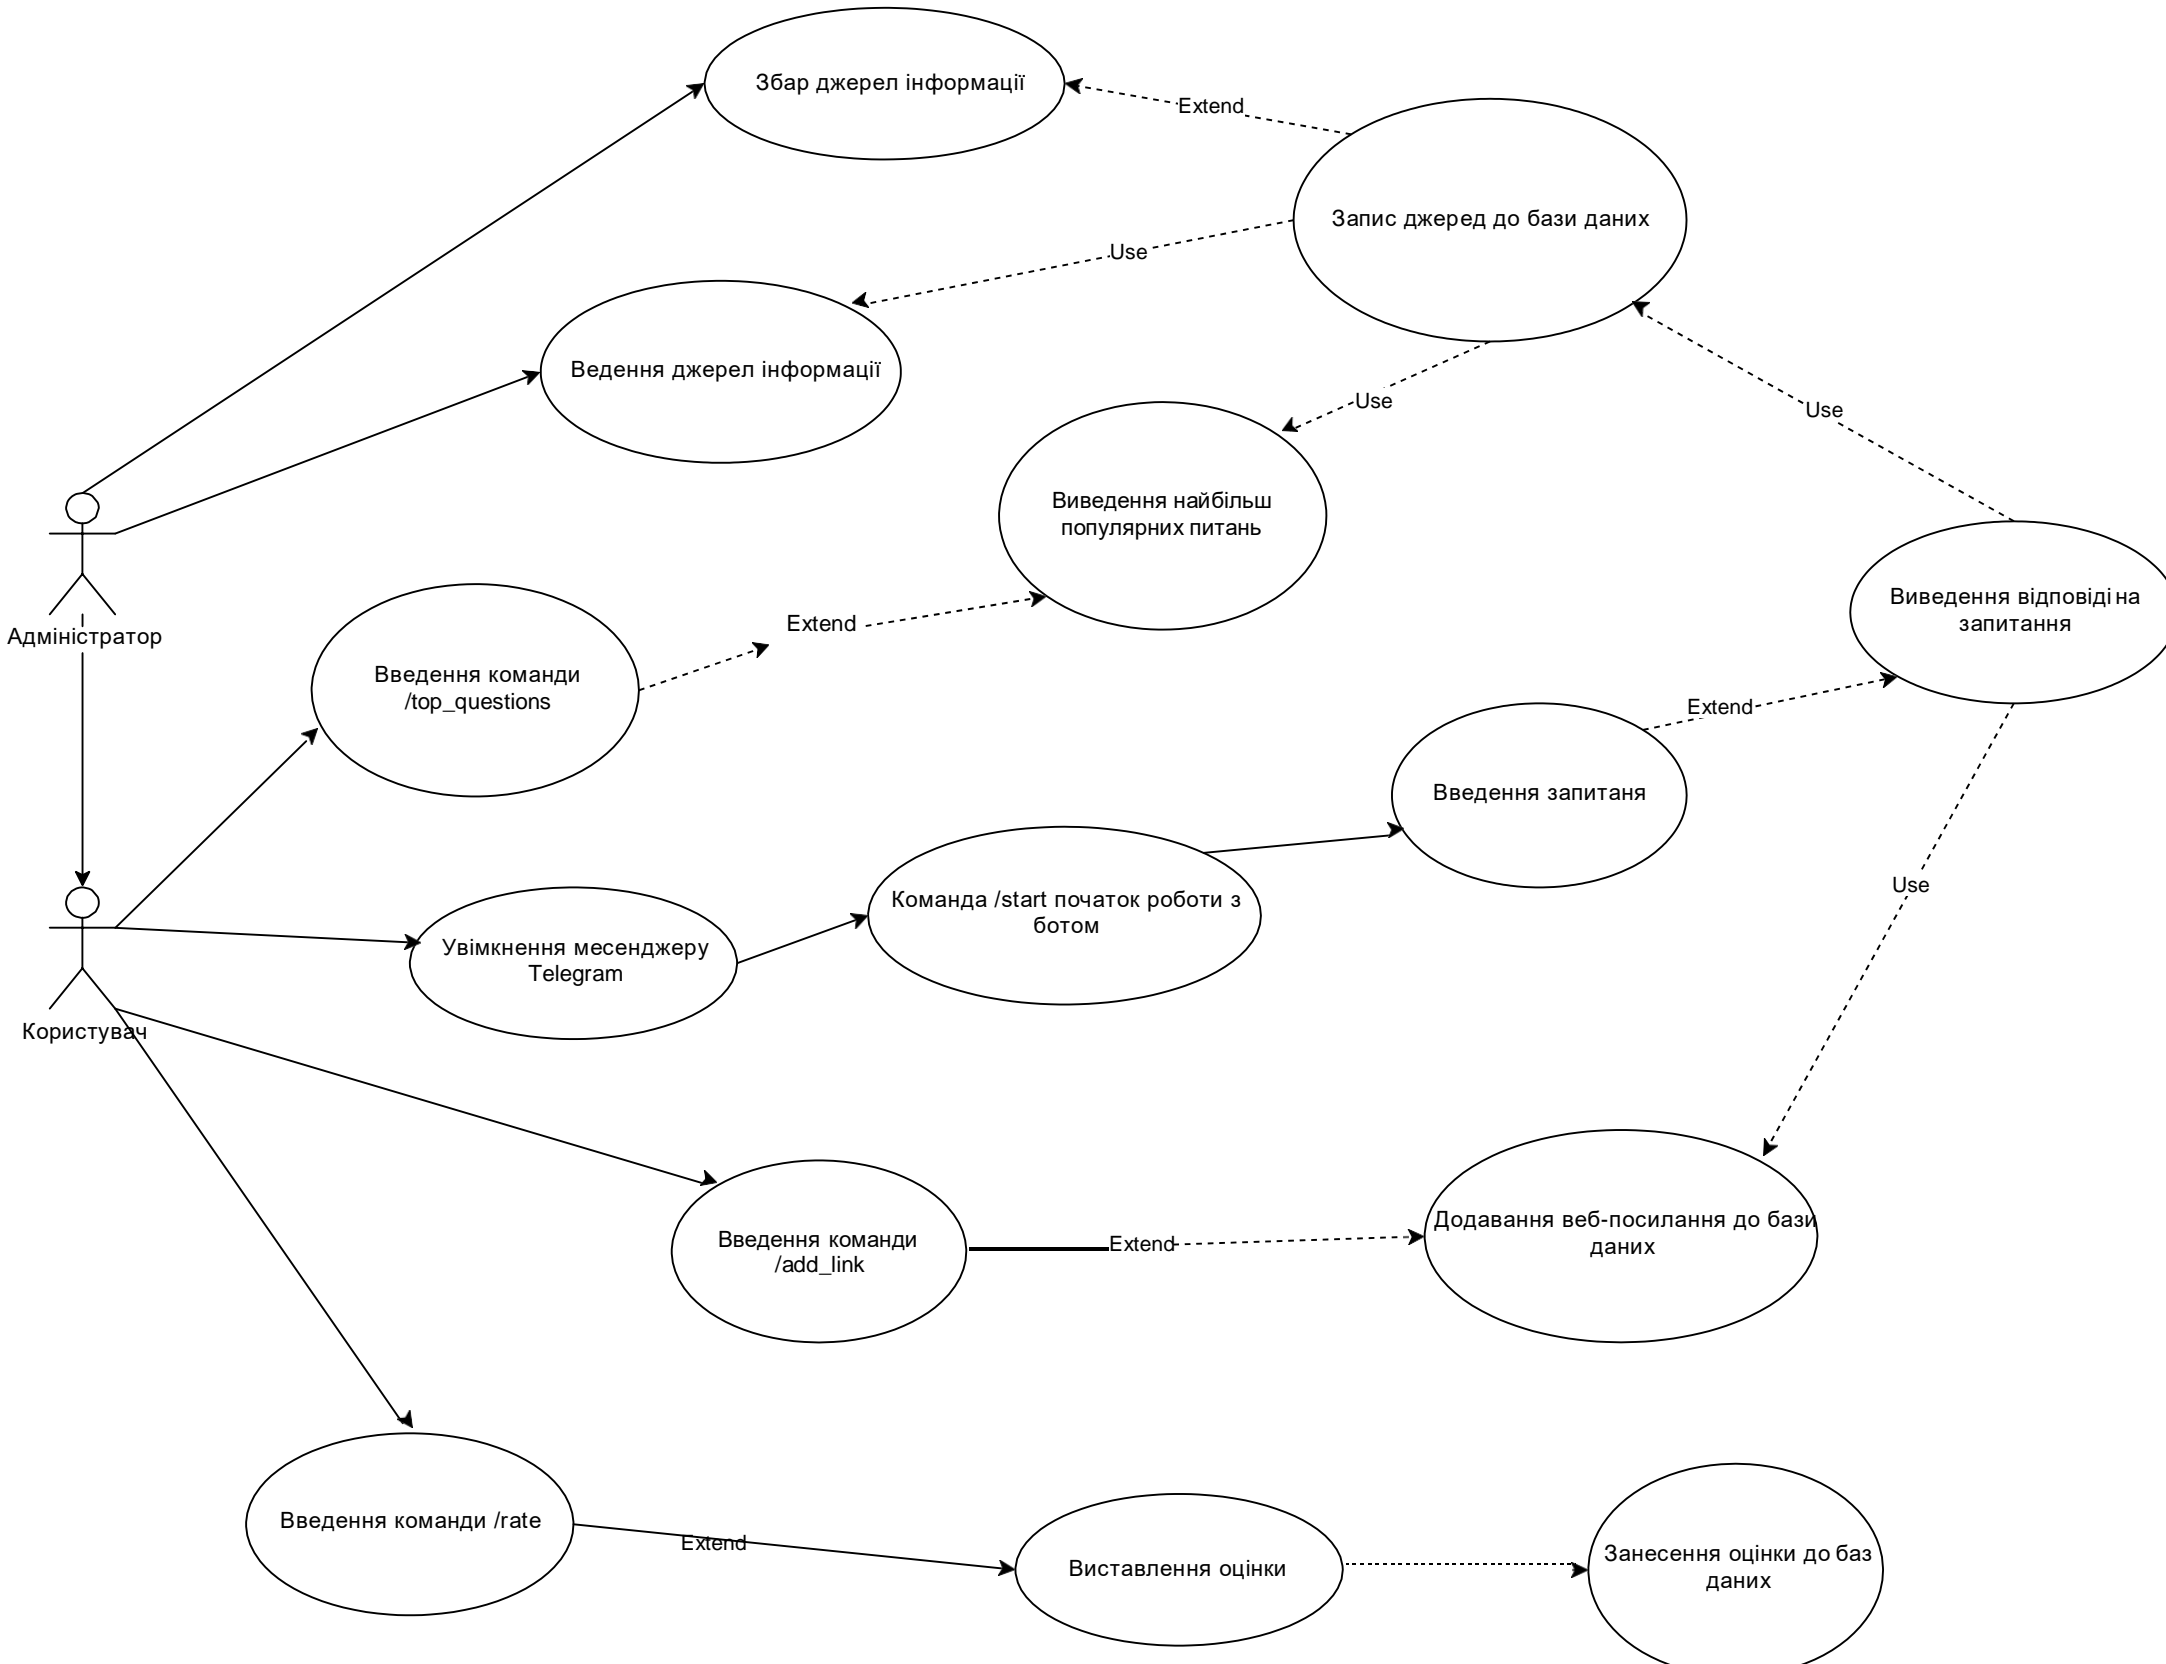 Збар джерел інформації
Extend
Запис джеред до бази даних
Use
Ведення джерел інформації
Use
Use
Виведення найбільш
популярних питань
Виведення відповіді на
запитання
Extend
Адміністратор
Введення команди
/top_questions
Extend
Введення запитаня
Use
Команда /start початок роботи з
ботом
Увімкнення месенджеру
Telegram
Користувач
Додавання веб-посилання до бази
даних
Введення команди
/add_link
Extend
Введення команди /rate
Extend
Виставлення оцінки
Занесення оцінки до баз
даних